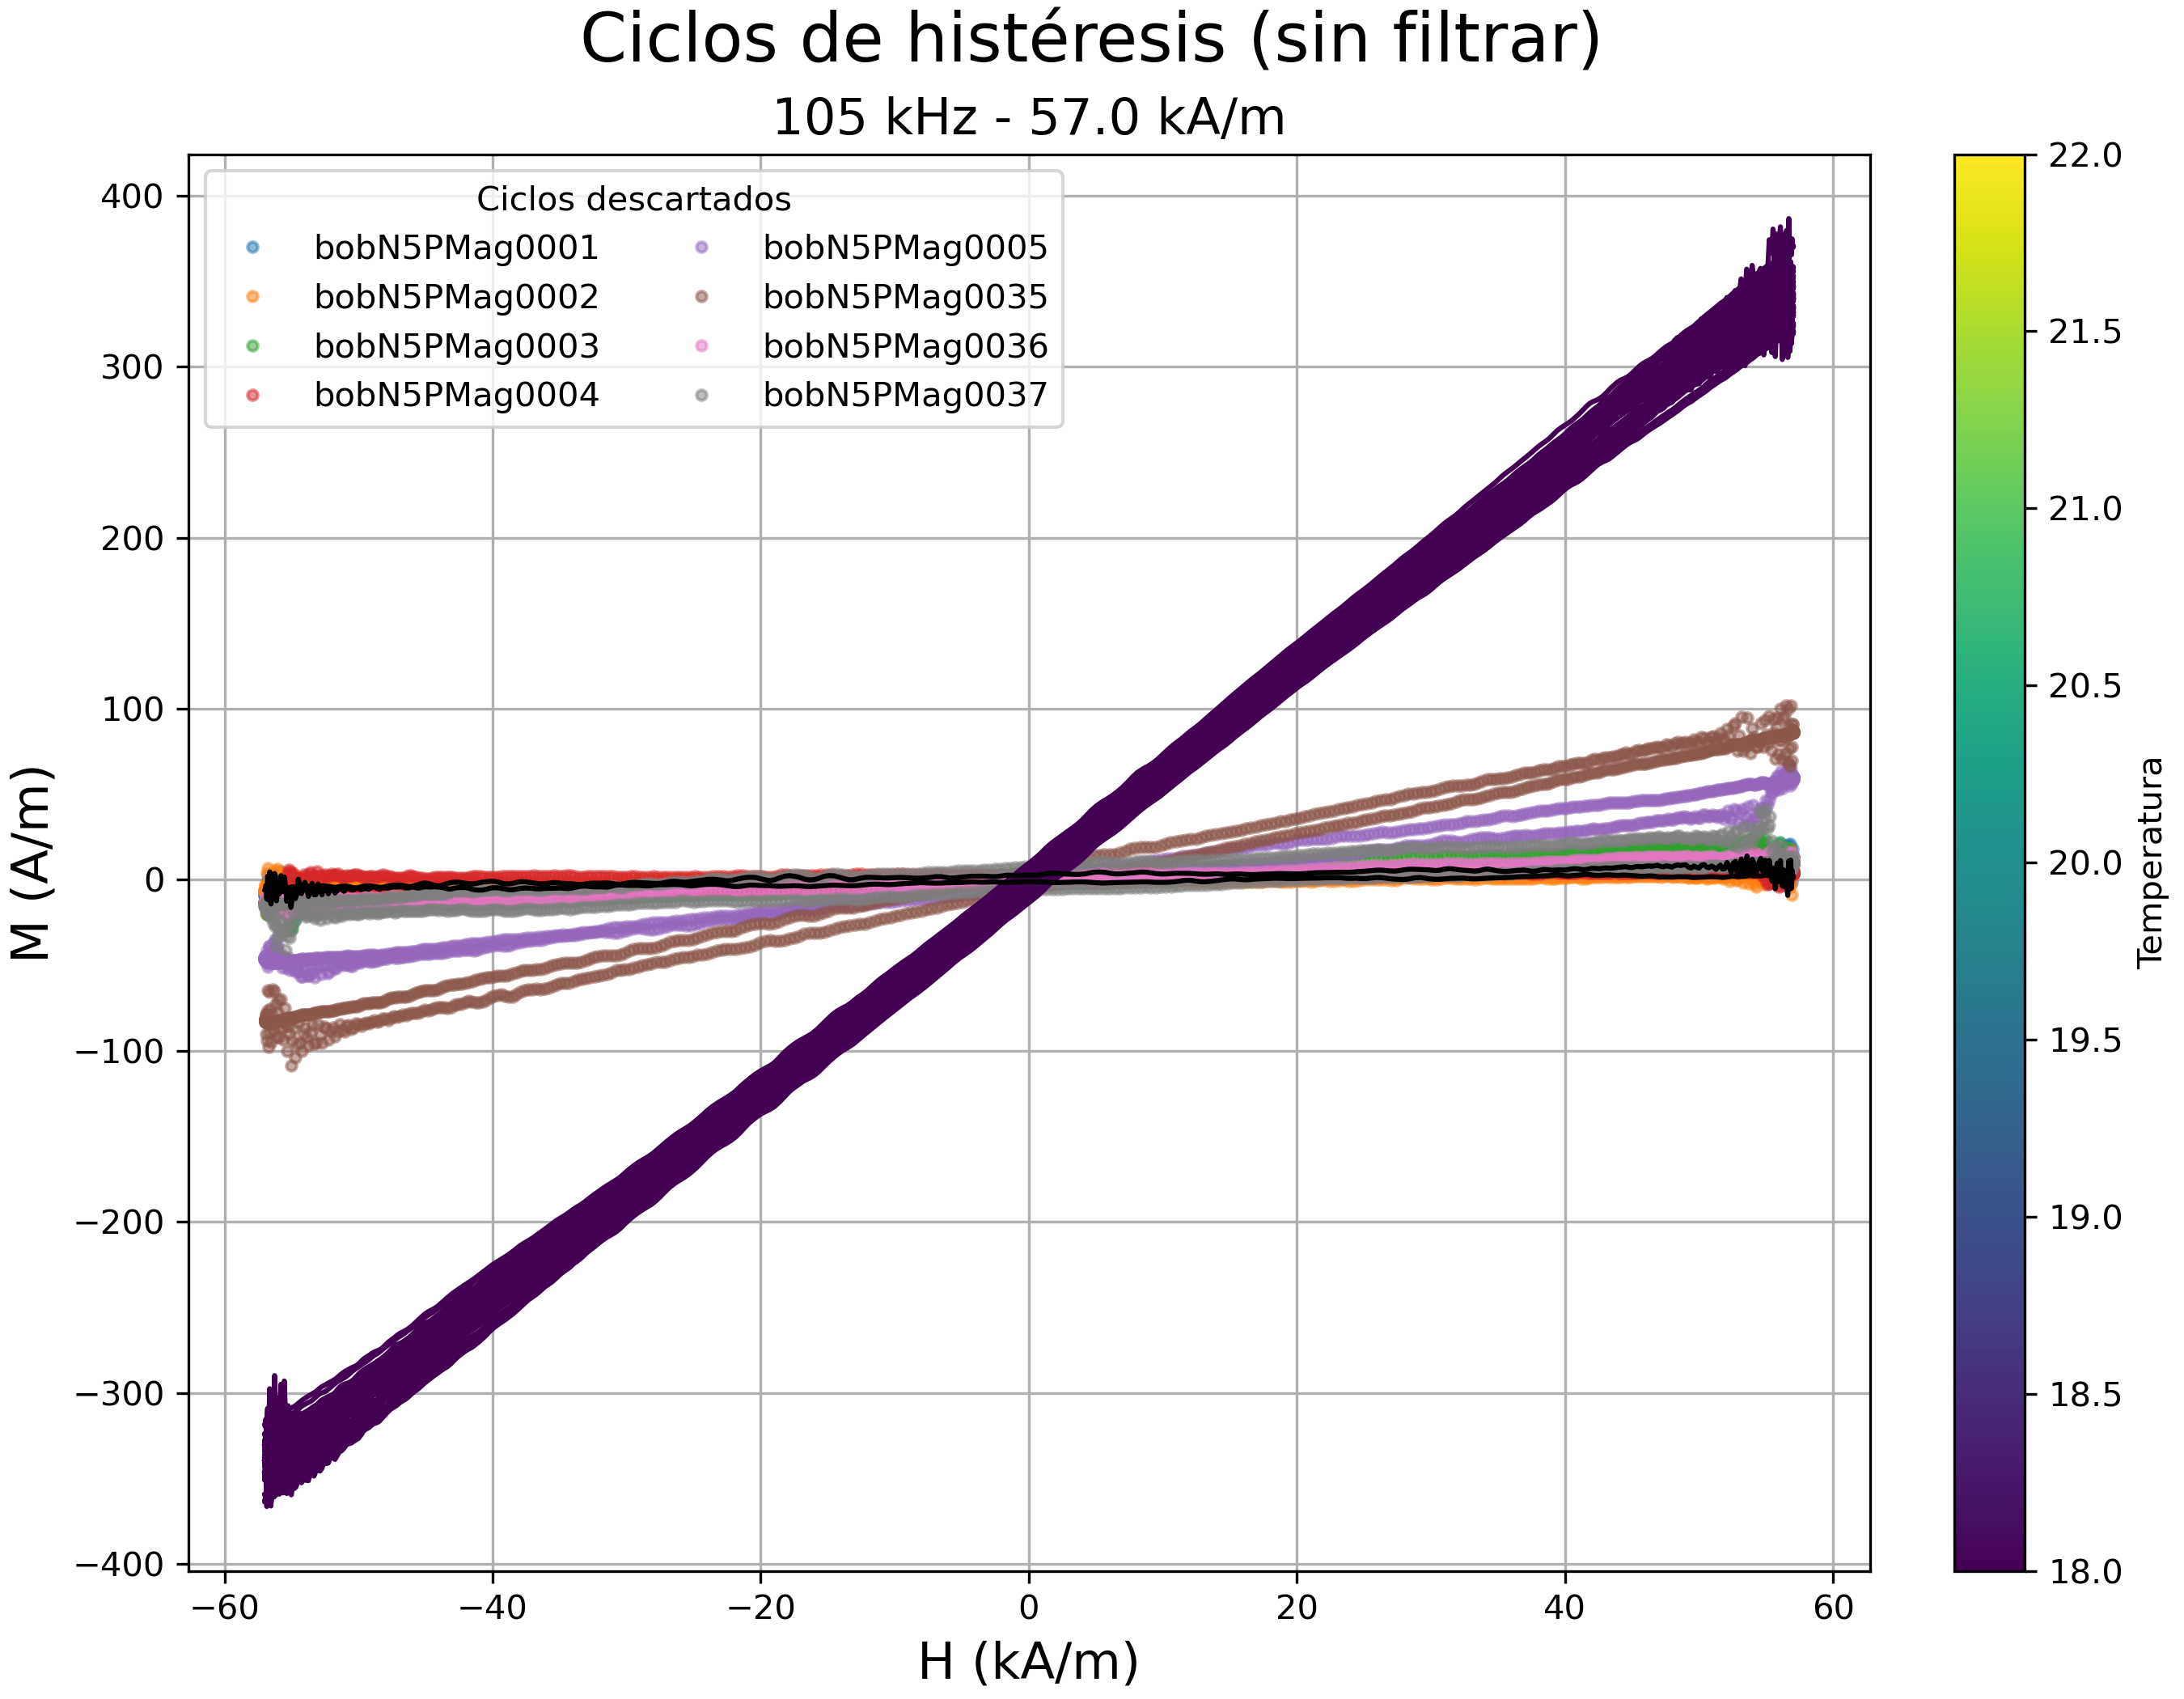 Ciclos de histéresis (sin filtrar)
105 kHz - 57.0 kA/m
Ciclos descartados
bobN5PMag0001
bobN5PMag0002
bobN5PMag0003
bobN5PMag0004
bobN5PMag0005
bobN5PMag0035
bobN5PMag0036
bobN5PMag0037
M (A/m)
400
300
200
100
0
−100
−200
−300
−400
−60
−40
−20
0
20
40
60
H (kA/m)
22.0
21.5
21.0
20.5
20.0
19.5
19.0
18.5
18.0
Temperatura